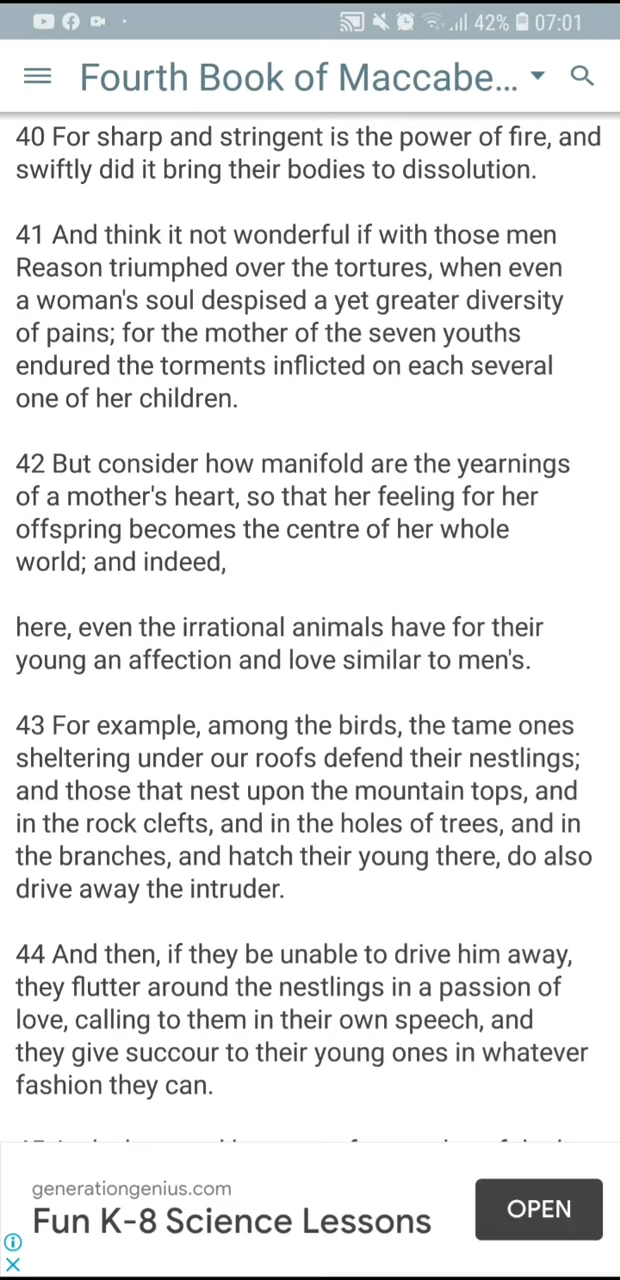 42% 07:01
Fourth Book of Maccabe...
40 For sharp and stringent is the power of fire, and
swiftly did it bring their bodies to dissolution.
41 And think it not wonderful if with those men
Reason triumphed over the tortures, when even
a woman's soul despised a yet greater diversity
of pains; for the mother of the seven youths
endured the torments inflicted on each several
one of her children.
42 But consider how manifold are the yearnings
of a mother's heart, so that her feeling for her
offspring becomes the centre of her whole
world; and indeed,
here, even the irrational animals have for their
young an affection and love similar to men's.
43 For example, among the birds, the tame ones
sheltering under our roofs defend their nestlings;
and those that nest upon the mountain tops, and
in the rock clefts, and in the holes of trees, and in
the branches, and hatch their young there, do also
drive away the intruder.
44 And then, if they be unable to drive him away,
they flutter around the nestlings in a passion of
love, calling to them in their own speech, and
they give succour to their young ones in whatever
fashion they can.
generationgenius.com
Fun K-8 Science Lessons
OPEN